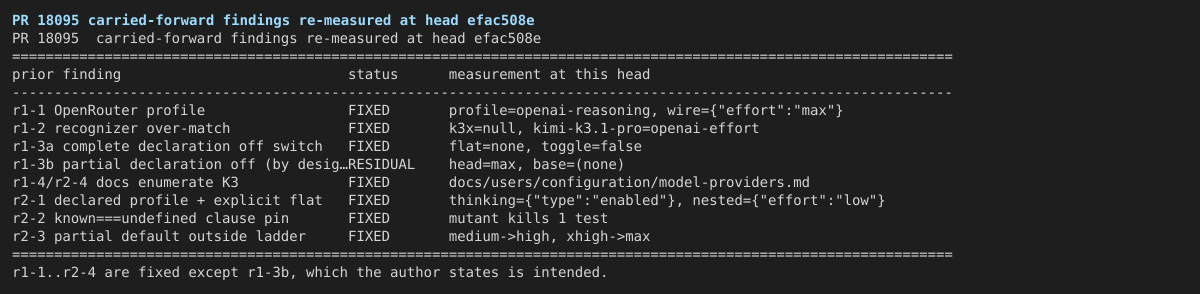 PR 18095 carried-forward findings re-measured at head efac508e
PR 18095  carried-forward findings re-measured at head efac508e
================================================================================================================
prior finding                           status      measurement at this head
----------------------------------------------------------------------------------------------------------------
r1-1 OpenRouter profile                 FIXED       profile=openai-reasoning, wire={"effort":"max"}
r1-2 recognizer over-match              FIXED       k3x=null, kimi-k3.1-pro=openai-effort
r1-3a complete declaration off switch   FIXED       flat=none, toggle=false
r1-3b partial declaration off (by desig…RESIDUAL    head=max, base=(none)
r1-4/r2-4 docs enumerate K3             FIXED       docs/users/configuration/model-providers.md
r2-1 declared profile + explicit flat   FIXED       thinking={"type":"enabled"}, nested={"effort":"low"}
r2-2 known===undefined clause pin       FIXED       mutant kills 1 test
r2-3 partial default outside ladder     FIXED       medium->high, xhigh->max
================================================================================================================
r1-1..r2-4 are fixed except r1-3b, which the author states is intended.